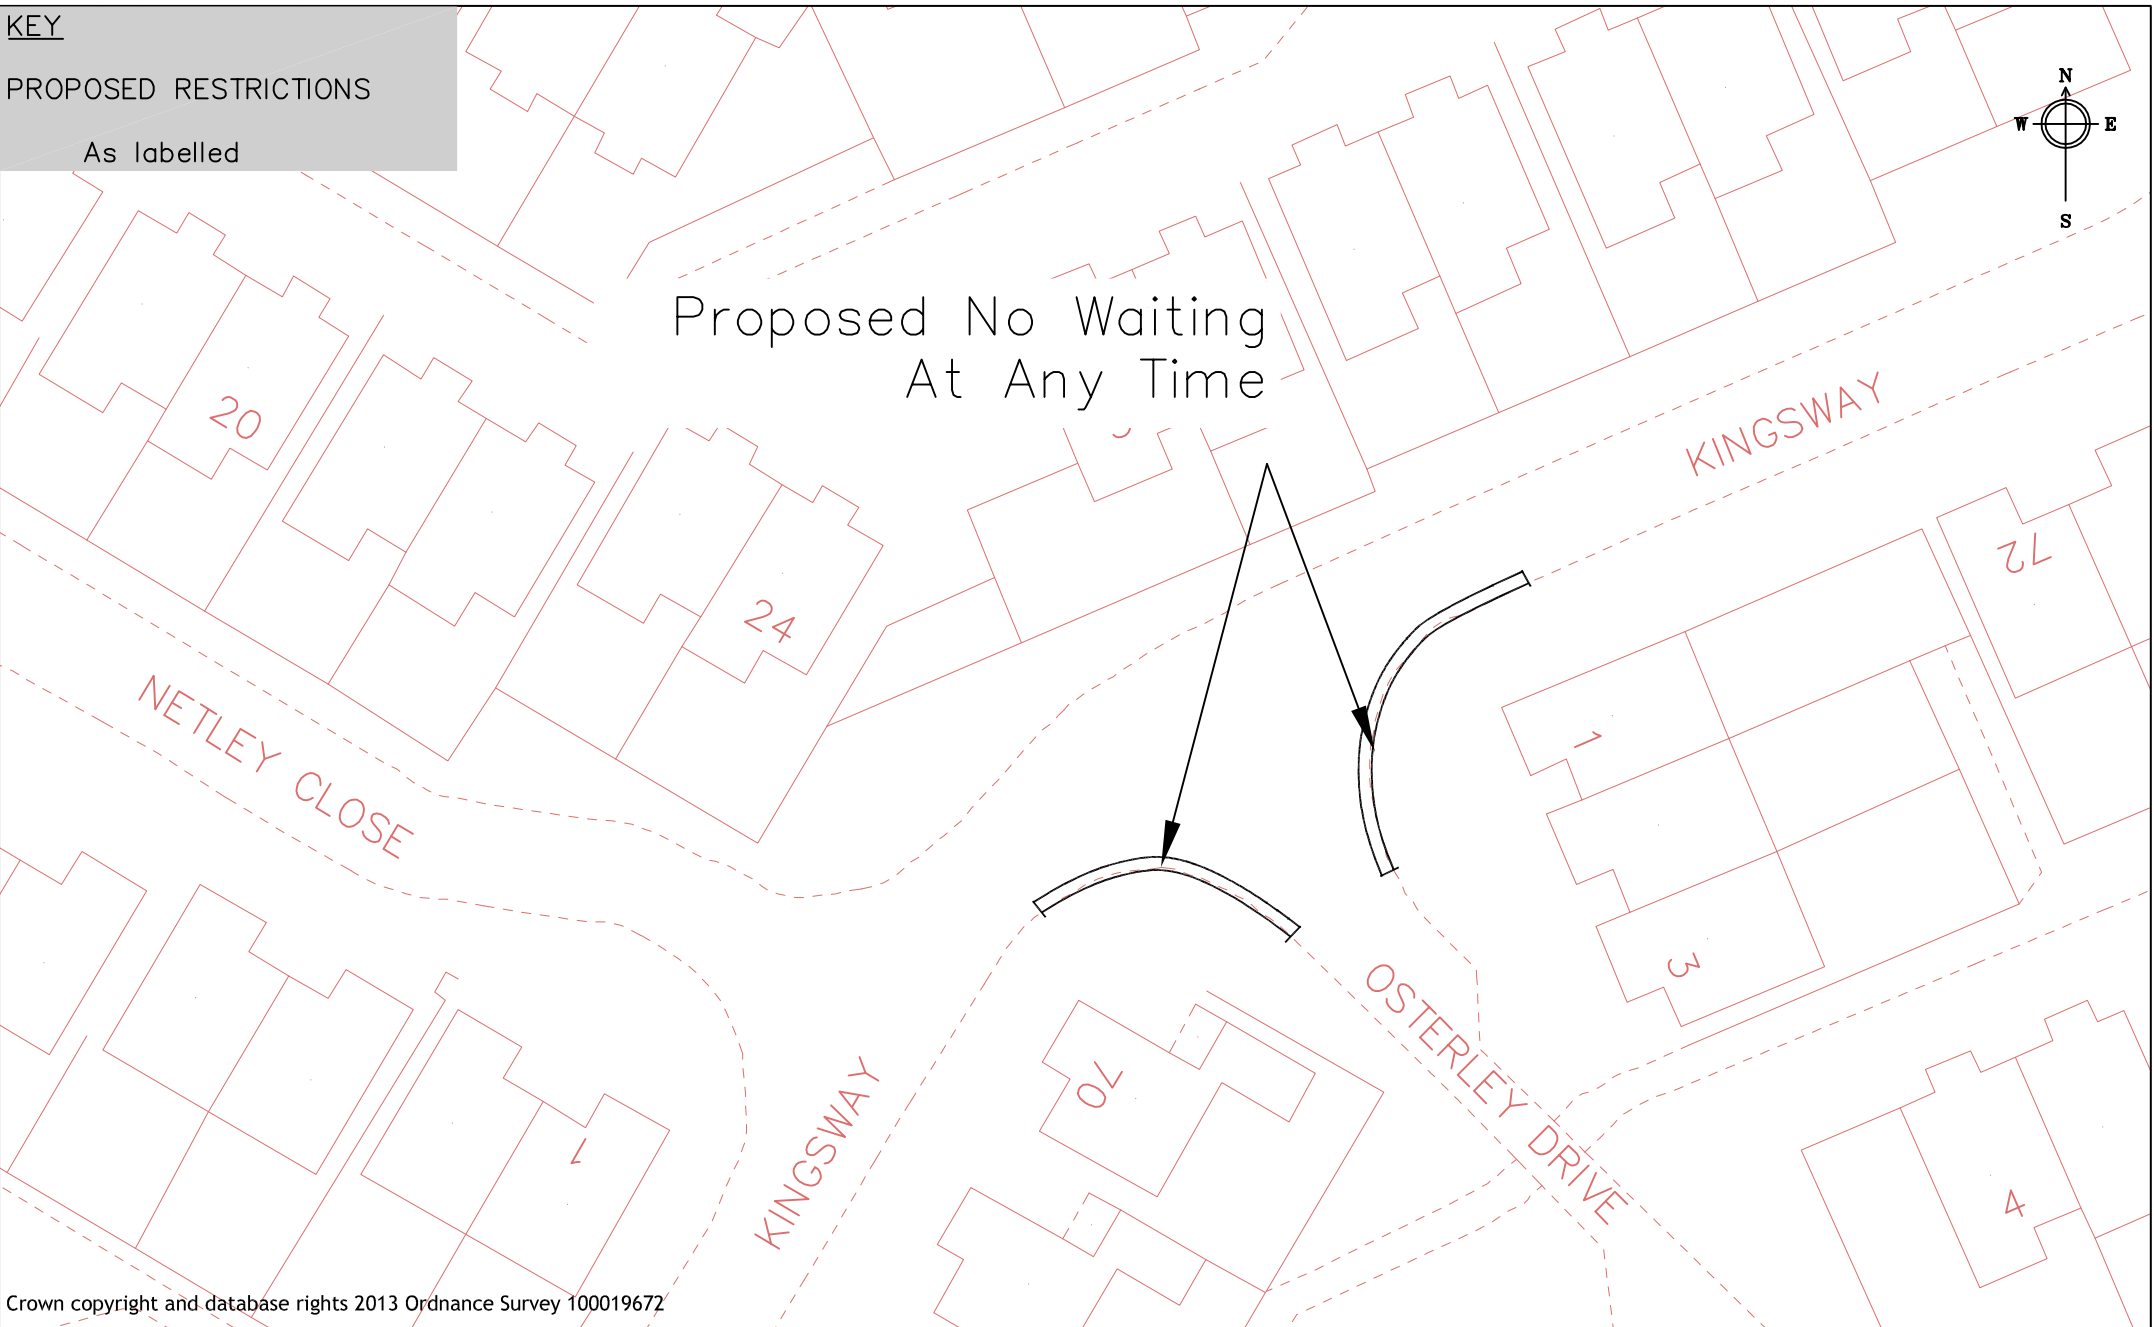 KEY
PROPOSED RESTRICTIONS
As labelled
N
W E
S
Proposed No Waiting
At Any Time
KINGSWAY
20
24
72
NETLEY CLOSE
1
3
OSTERLEY DRIVE
70
KINGSWAY
1
4
Crown copyright and database rights 2013 Ordnance Survey 100019672